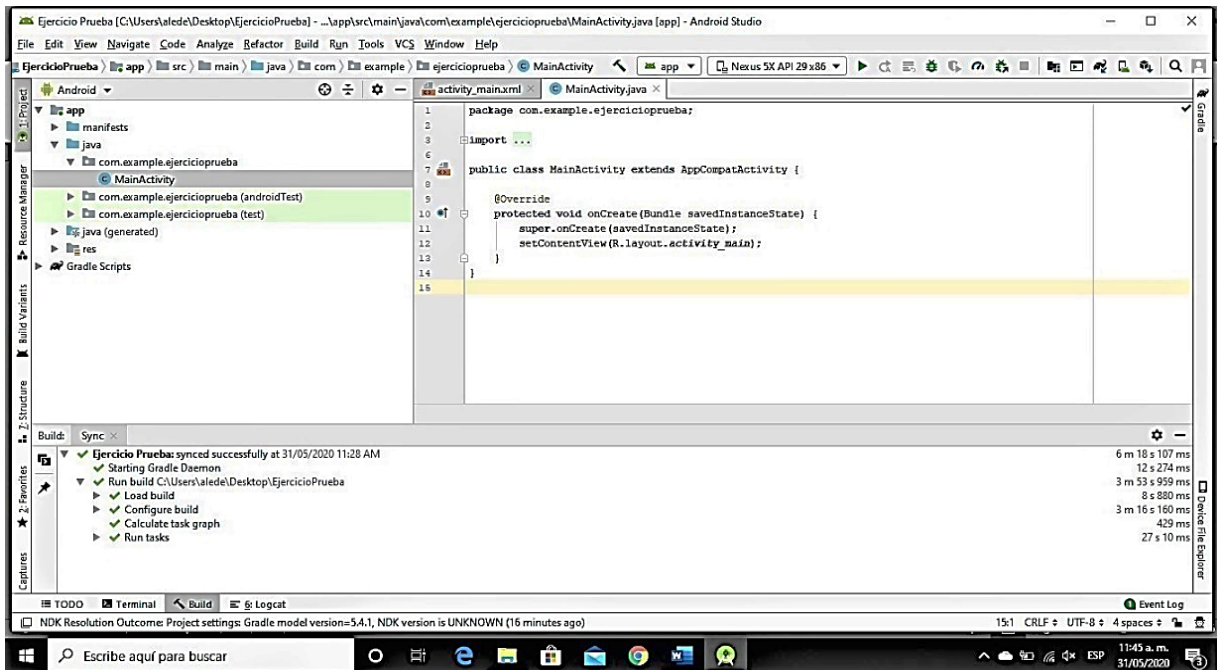 Ejercicio Prueba [C:\Users\alede\Desktop\EjercicioPrueba] - ...\app\src\main\java\com\example\ejercicioprueba\MainActivity.java [app] - Android Studio
File Edit View Navigate Code Analyze Refactor Build Run Tools VCS Window Help
EjercicioPrueba app src main java com example ejercicioprueba MainActivity app Nexus 5X API 29 x86
1: Project
Resource Manager
Build Variants
Z: Structure
2: Favorites
Captures
Android
app
manifests
java
com.example.ejercicioprueba
MainActivity
com.example.ejercicioprueba (androidTest)
com.example.ejercicioprueba (test)
java (generated)
res
Gradle Scripts
activity_main.xml MainActivity.java
1 package com.example.ejercicioprueba;
2
3 import ...
6
7 public class MainActivity extends AppCompatActivity {
8
9 @Override
10 protected void onCreate(Bundle savedInstanceState) {
11 super.onCreate(savedInstanceState);
12 setContentView(R.layout.activity_main);
13 }
14 }
15
Gradle
Device File Explorer
Build: Sync
Ejercicio Prueba: synced successfully at 31/05/2020 11:28 AM 6 m 18 s 107 ms
Starting Gradle Daemon 12 s 274 ms
Run build C:\Users\alede\Desktop\EjercicioPrueba 3 m 53 s 959 ms
Load build 8 s 880 ms
Configure build 3 m 16 s 160 ms
Calculate task graph 429 ms
Run tasks 27 s 10 ms
TODO Terminal Build 6: Logcat Event Log
NDK Resolution Outcome: Project settings: Gradle model version=5.4.1, NDK version is UNKNOWN (16 minutes ago) 15:1 CRLF UTF-8 4 spaces
Escribe aquí para buscar ESP 11:45 a. m.
31/05/2020